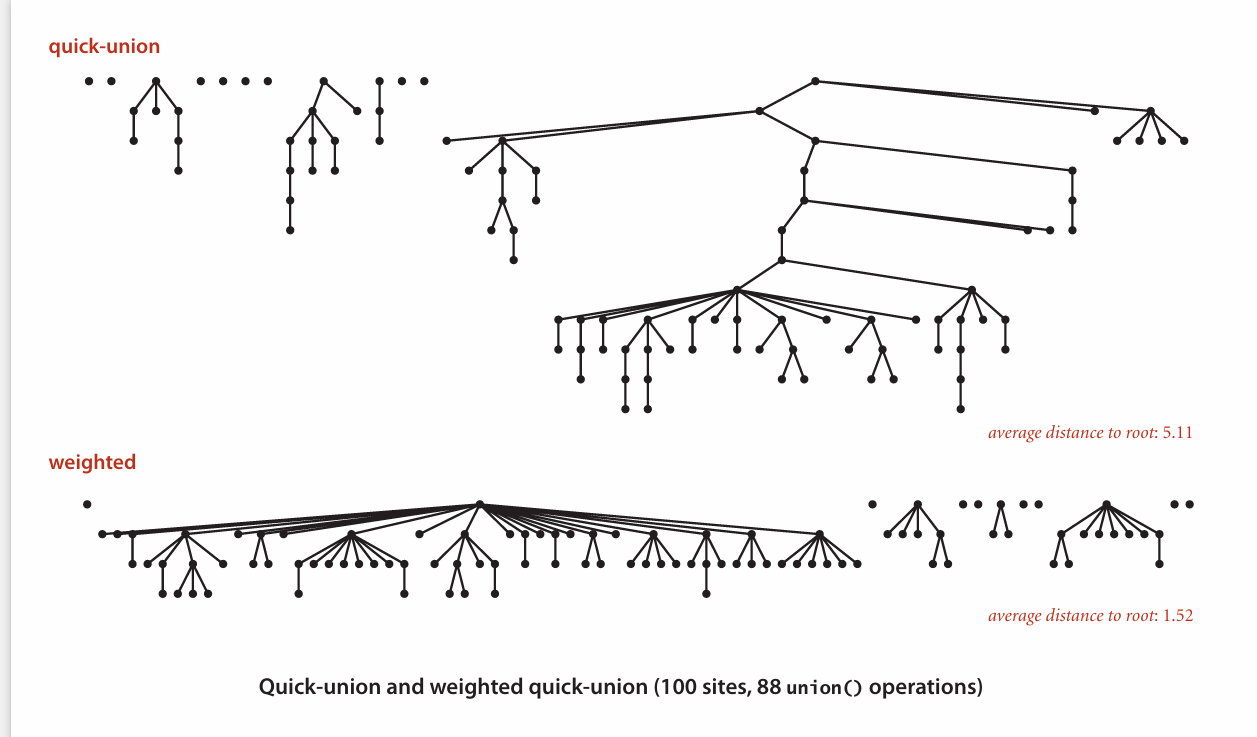 quick-union
average distance to root: 5.11
weighted
average distance to root: 1.52
Quick-union and weighted quick-union (100 sites, 88 union() operations)